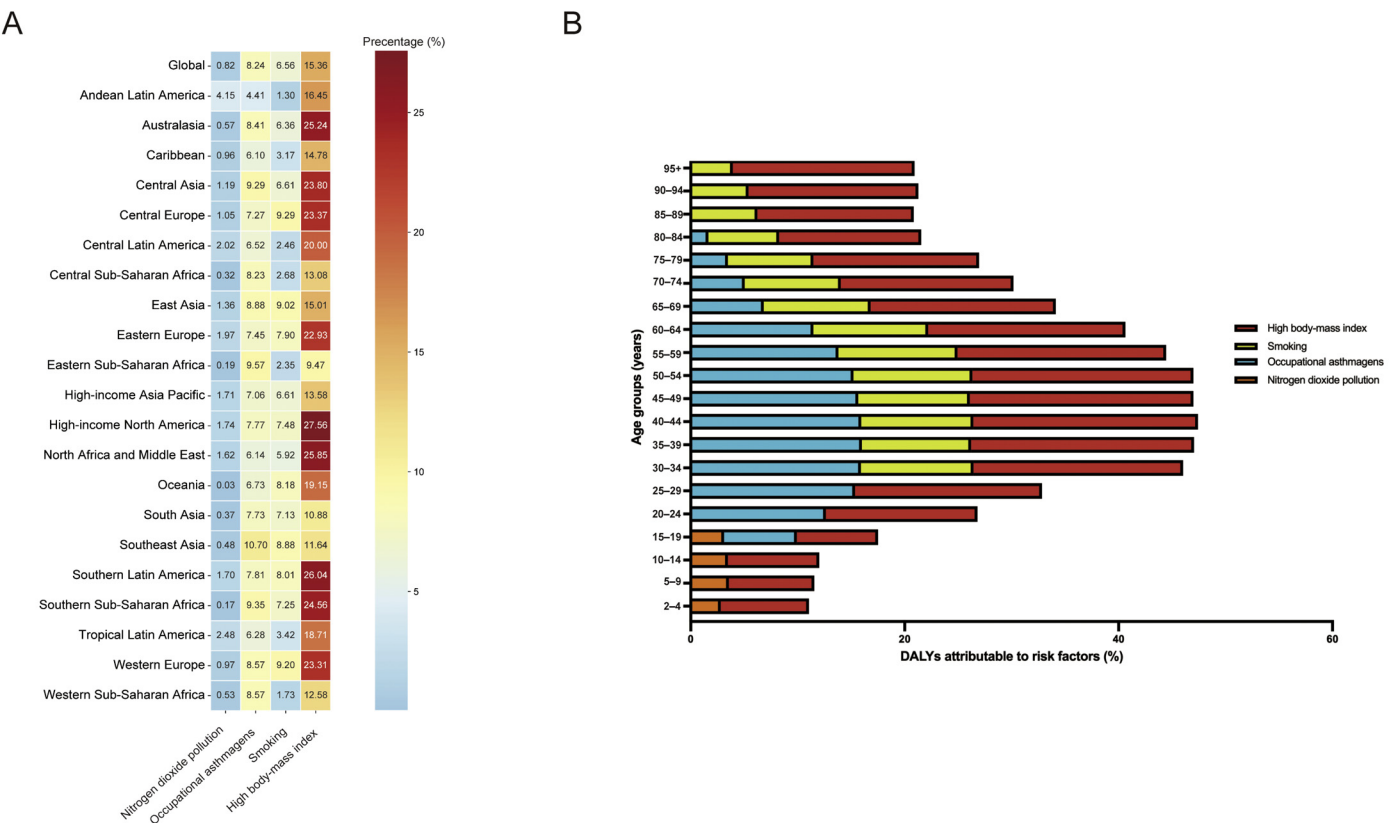 A
Precentage (%)
Global 0.82 8.24 6.56 15.36
Andean Latin America 4.15 4.41 1.30 16.45
Australasia 0.57 8.41 6.36 25.24
Caribbean 0.96 6.10 3.17 14.78
Central Asia 1.19 9.29 6.61 23.80
Central Europe 1.05 7.27 9.29 23.37
Central Latin America 2.02 6.52 2.46 20.00
Central Sub-Saharan Africa 0.32 8.23 2.68 13.08
East Asia 1.36 8.88 9.02 15.01
Eastern Europe 1.97 7.45 7.90 22.93
Eastern Sub-Saharan Africa 0.19 9.57 2.35 9.47
High-income Asia Pacific 1.71 7.06 6.61 13.58
High-income North America 1.74 7.77 7.48 27.56
North Africa and Middle East 1.62 6.14 5.92 25.85
Oceania 0.03 6.73 8.18 19.15
South Asia 0.37 7.73 7.13 10.88
Southeast Asia 0.48 10.70 8.88 11.64
Southern Latin America 1.70 7.81 8.01 26.04
Southern Sub-Saharan Africa 0.17 9.35 7.25 24.56
Tropical Latin America 2.48 6.28 3.42 18.71
Western Europe 0.97 8.57 9.20 23.31
Western Sub-Saharan Africa 0.53 8.57 1.73 12.58
Nitrogen dioxide pollution
Occupational asthmagens
Smoking
High body-mass index
25
20
15
10
5
B
Age groups (years)
95+
90–94
85–89
80–84
75–79
70–74
65–69
60–64
55–59
50–54
45–49
40–44
35–39
30–34
25–29
20–24
15–19
10–14
5–9
2–4
0 20 40 60
DALYs attributable to risk factors (%)
High body-mass index
Smoking
Occupational asthmagens
Nitrogen dioxide pollution